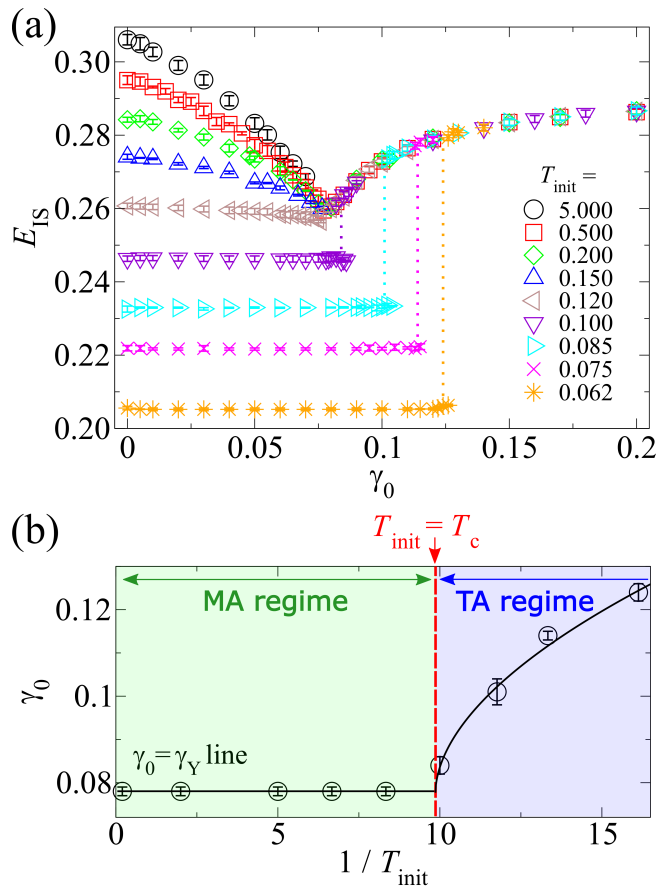 (a)
0.30
0.28
0.26
0.24
0.22
0.20
E_IS
T_init =
5.000
0.500
0.200
0.150
0.120
0.100
0.085
0.075
0.062
0 0.05 0.1 0.15 0.2
γ_0
(b)
T_init = T_c
MA regime TA regime
0.12
0.1
0.08
γ_0
γ_0 = γ_Y line
0 5 10 15
1 / T_init